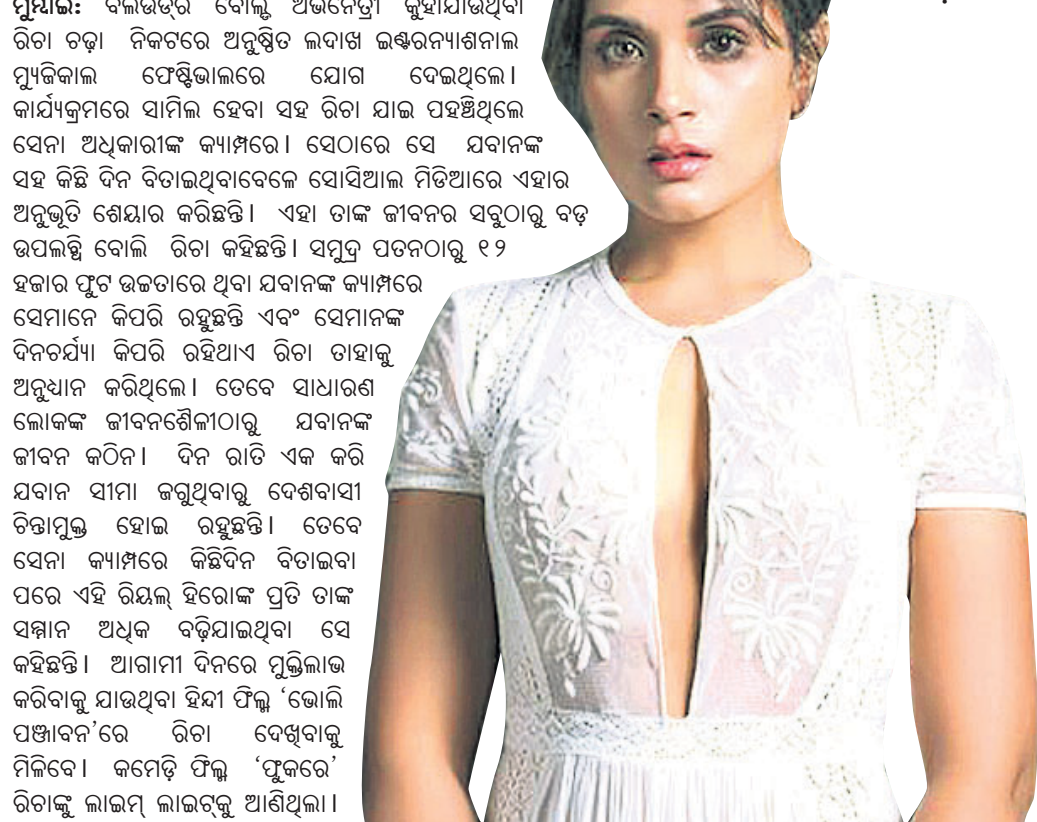 ମୁମ୍ବାଇ: ବଲିଉଡ୍‌ର ବୋଲ୍ଡ ଅଭିନେତ୍ରୀ କୁହାଯାଉଥିବା
ରିଚା ଚଢ଼ା ନିକଟରେ ଅନୁଷ୍ଠିତ ଲଦାଖ ଇଣ୍ଟରନ୍ୟାଶନାଲ
ମ୍ୟୁଜିକାଲ ଫେଷ୍ଟିଭାଲରେ ଯୋଗ ଦେଇଥିଲେ।
କାର୍ଯ୍ୟକ୍ରମରେ ସାମିଲ ହେବା ସହ ରିଚା ଯାଇ ପହଞ୍ଚିଥିଲେ
ସେନା ଅଧିକାରୀଙ୍କ କ୍ୟାମ୍ପରେ। ସେଠାରେ ସେ ଯବାନଙ୍କ
ସହ କିଛି ଦିନ ବିତାଇଥିବାବେଳେ ସୋସିଆଲ ମିଡିଆରେ ଏହାର
ଅନୁଭୂତି ଶେୟାର କରିଛନ୍ତି। ଏହା ତାଙ୍କ ଜୀବନର ସବୁଠାରୁ ବଡ଼
ଉପଲବ୍ଧି ବୋଲି ରିଚା କହିଛନ୍ତି। ସମୁଦ୍ର ପତନଠାରୁ ୧୨
ହଜାର ଫୁଟ ଉଚ୍ଚତାରେ ଥିବା ଯବାନଙ୍କ କ୍ୟାମ୍ପରେ
ସେମାନେ କିପରି ରହୁଛନ୍ତି ଏବଂ ସେମାନଙ୍କ
ଦିନଚର୍ଯ୍ୟା କିପରି ରହିଥାଏ ରିଚା ତାହାକୁ
ଅନୁଧ୍ୟାନ କରିଥିଲେ। ତେବେ ସାଧାରଣ
ଲୋକଙ୍କ ଜୀବନଶୈଳୀଠାରୁ ଯବାନଙ୍କ
ଜୀବନ କଠିନ। ଦିନ ରାତି ଏକ କରି
ଯବାନ ସୀମା ଜଗୁଥିବାରୁ ଦେଶବାସୀ
ଚିନ୍ତାମୁକ୍ତ ହୋଇ ରହୁଛନ୍ତି। ତେବେ
ସେନା କ୍ୟାମ୍ପରେ କିଛିଦିନ ବିତାଇବା
ପରେ ଏହି ରିୟଲ୍ ହିରୋଙ୍କ ପ୍ରତି ତାଙ୍କ
ସମ୍ମାନ ଅଧିକ ବଢ଼ିଯାଇଥିବା ସେ
କହିଛନ୍ତି। ଆଗାମୀ ଦିନରେ ମୁକ୍ତିଲାଭ
କରିବାକୁ ଯାଉଥିବା ହିନ୍ଦୀ ଫିଲ୍ମ ‘ଭୋଲି
ପଞ୍ଜାବନ’ରେ ରିଚା ଦେଖିବାକୁ
ମିଳିବେ। କମେଡ଼ି ଫିଲ୍ମ ‘ଫୁକରେ’
ରିଚାଙ୍କୁ ଲାଇମ୍ ଲାଇଟ୍‌କୁ ଆଣିଥିଲା।